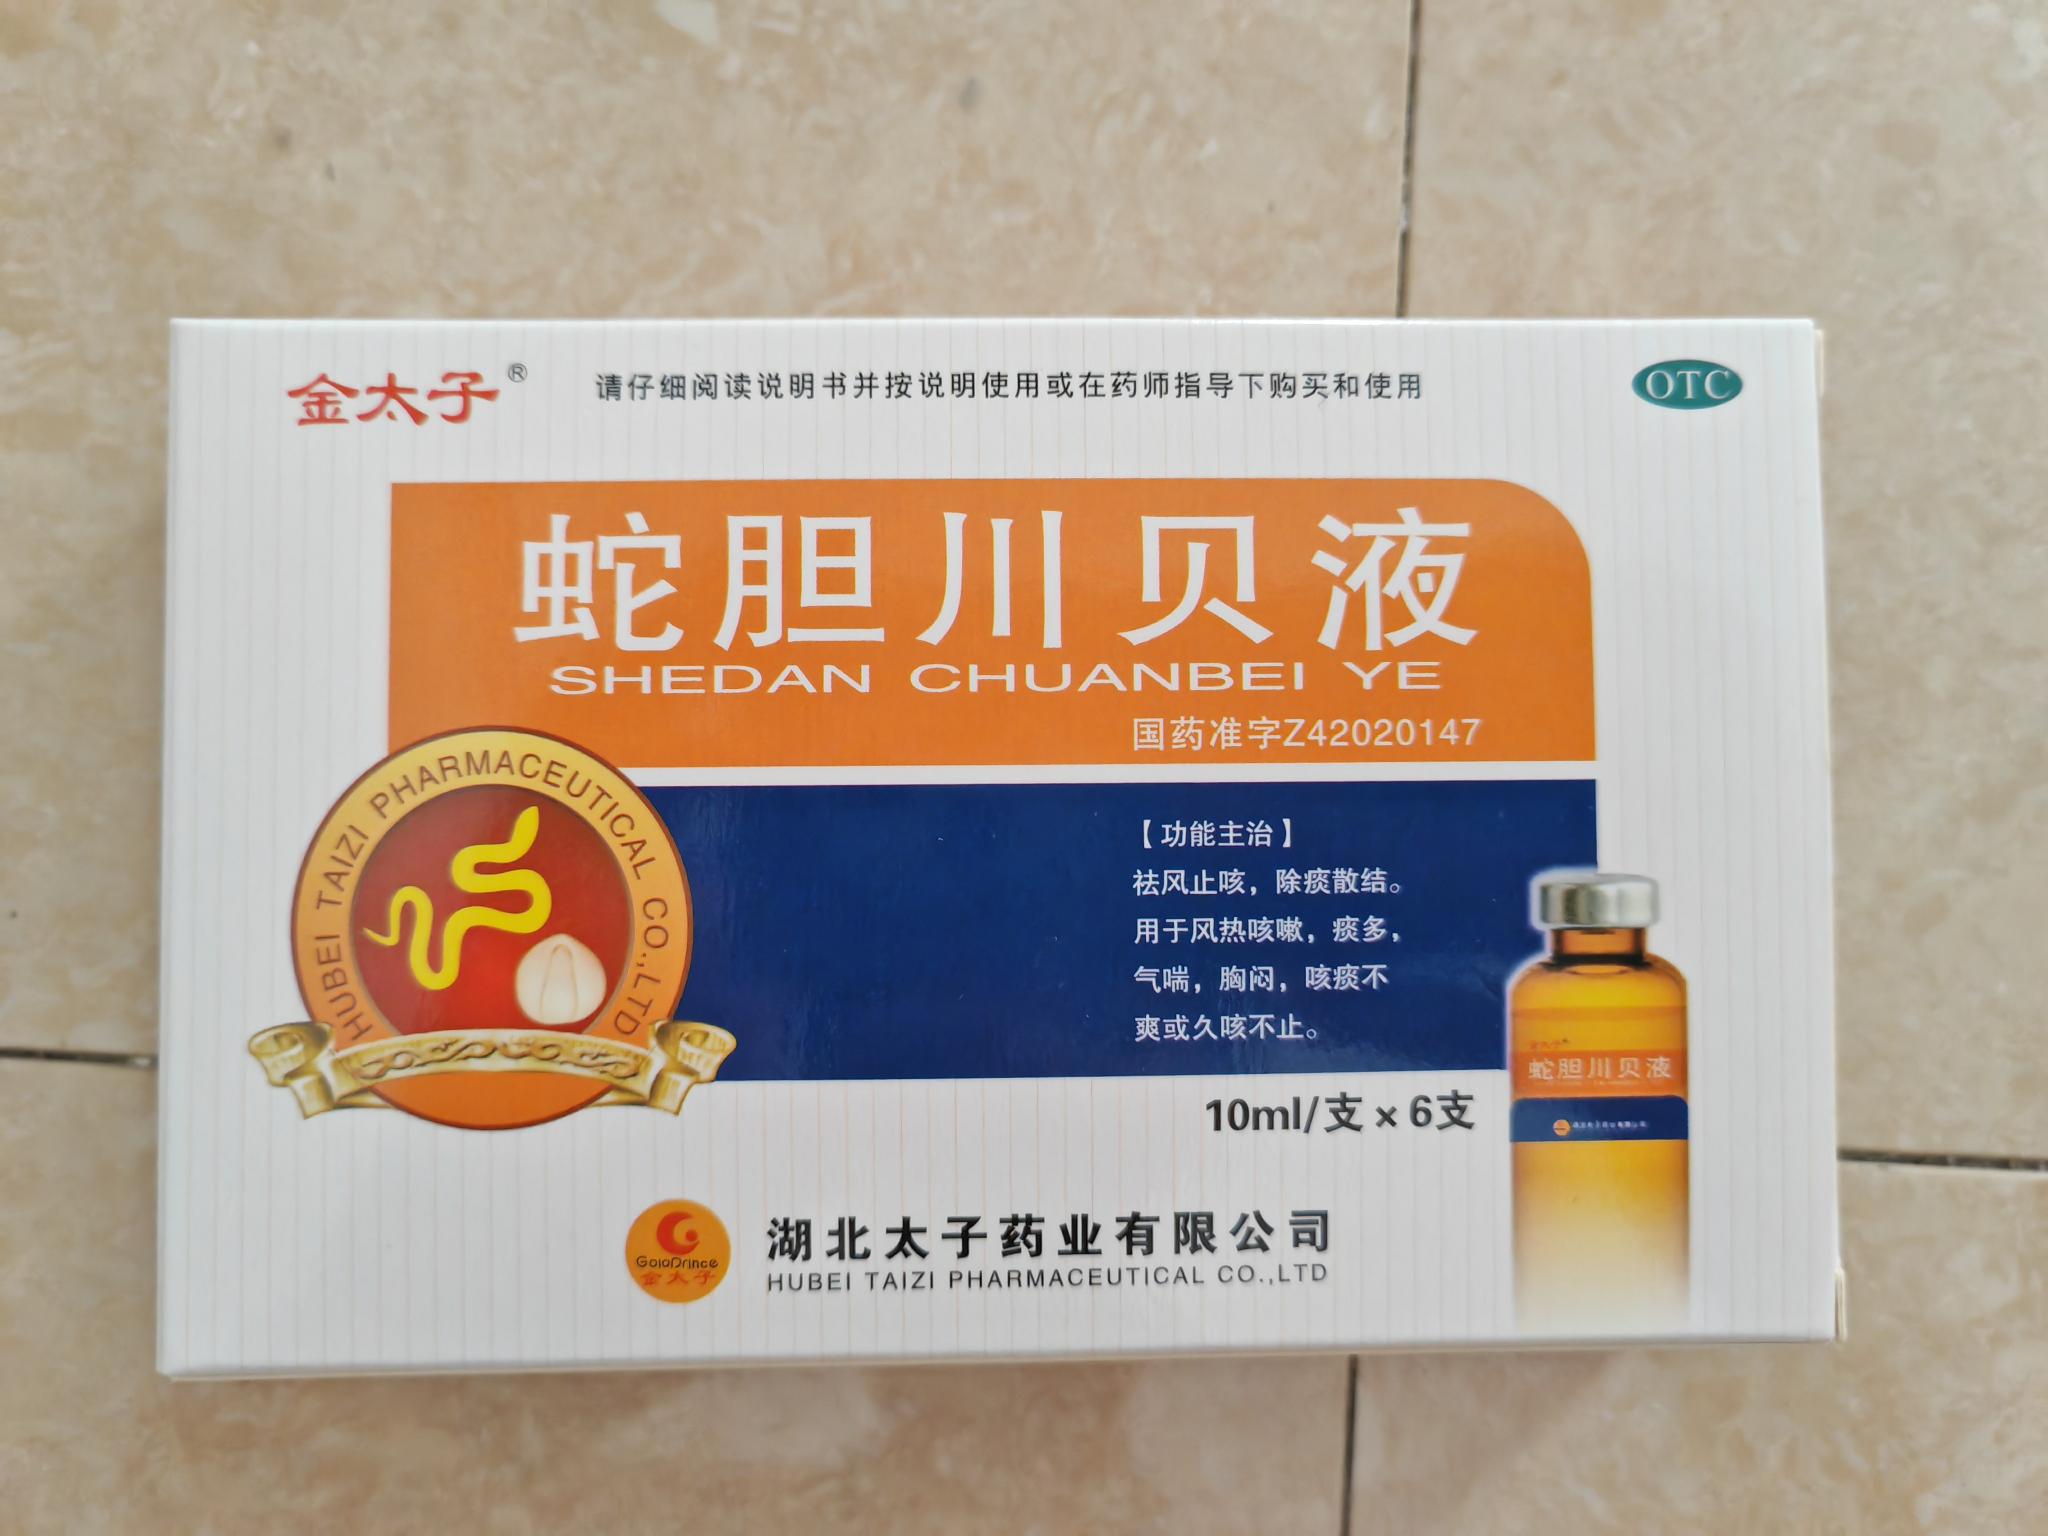 金太子®
请仔细阅读说明书并按说明使用或在药师指导下购买和使用
OTC
蛇胆川贝液
SHEDAN CHUANBEI YE
国药准字Z42020147
HUBEI TAIZI PHARMACEUTICAL CO.,LTD
【功能主治】
祛风止咳，除痰散结。
用于风热咳嗽，痰多，
气喘，胸闷，咳痰不
爽或久咳不止。
金太子
蛇胆川贝液
10ml/支×6支
GoldPrince
金太子
湖北太子药业有限公司
HUBEI TAIZI PHARMACEUTICAL CO.,LTD